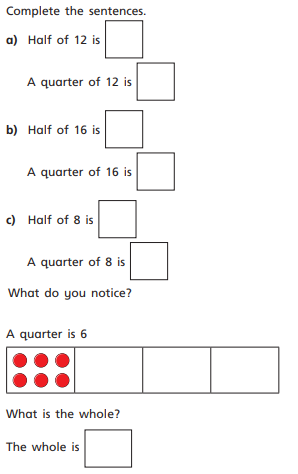 Complete the sentences.
a) Half of 12 is
A quarter of 12 is
b) Half of 16 is
A quarter of 16 is
c) Half of 8 is
A quarter of 8 is
What do you notice?
A quarter is 6
What is the whole?
The whole is